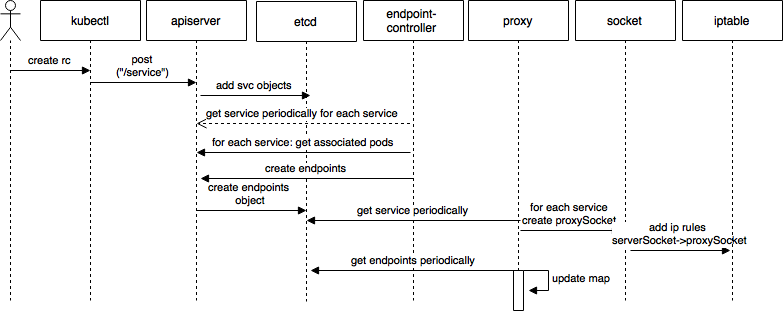 kubectl
apiserver
etcd
endpoint-
controller
proxy
socket
iptable
create rc
post
("/service")
add svc objects
get service periodically for each service
for each service: get associated pods
create endpoints
create endpoints
object
get service periodically
for each service
create proxySocket
add ip rules
serverSocket->proxySocket
get endpoints periodically
update map